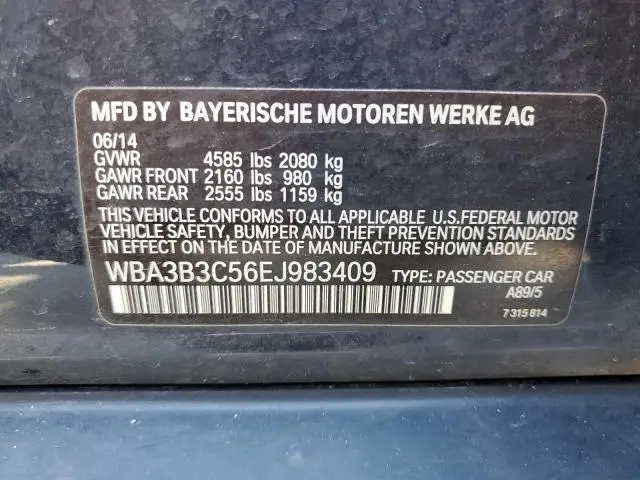 MFD BY BAYERISCHE MOTOREN WERKE AG
06/14
GVWR 4585 lbs 2080 kg
GAWR FRONT 2160 lbs 980 kg
GAWR REAR 2555 lbs 1159 kg
THIS VEHICLE CONFORMS TO ALL APPLICABLE U.S.FEDERAL MOTOR
VEHICLE SAFETY, BUMPER, AND THEFT PREVENTION STANDARDS
IN EFFECT ON THE DATE OF MANUFACTURE SHOWN ABOVE.
WBA3B3C56EJ983409 TYPE: PASSENGER CAR
A89/5
7 315 814